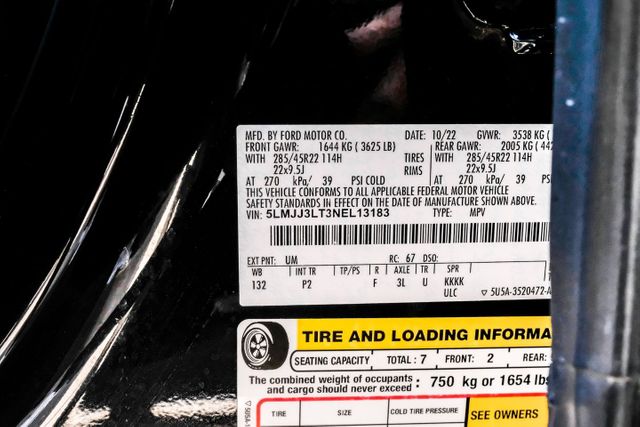 MFD. BY FORD MOTOR CO. DATE: 10/22 GVWR: 3538 KG (
FRONT GAWR: 1644 KG ( 3625 LB) REAR GAWR: 2005 KG ( 442
WITH 285/45R22 114H TIRES WITH 285/45R22 114H
22x9.5J RIMS 22x9.5J
AT 270 kPa/ 39 PSI COLD AT 270 kPa/ 39 PSI
THIS VEHICLE CONFORMS TO ALL APPLICABLE FEDERAL MOTOR VEHICLE
SAFETY STANDARDS IN EFFECT ON THE DATE OF MANUFACTURE SHOWN ABOVE.
VIN: 5LMJJ3LT3NEL13183 TYPE: MPV
EXT PNT: UM RC: 67 DSO:
WB INT TR TP/PS R AXLE TR SPR
132 P2 F 3L U KKKK
ULC ▽ 5U5A-3520472-A
TIRE AND LOADING INFORMA
SEATING CAPACITY TOTAL : 7 FRONT: 2 REAR:
The combined weight of occupants and cargo should never exceed : 750 kg or 1654 lbs
TIRE SIZE COLD TIRE PRESSURE SEE OWNERS